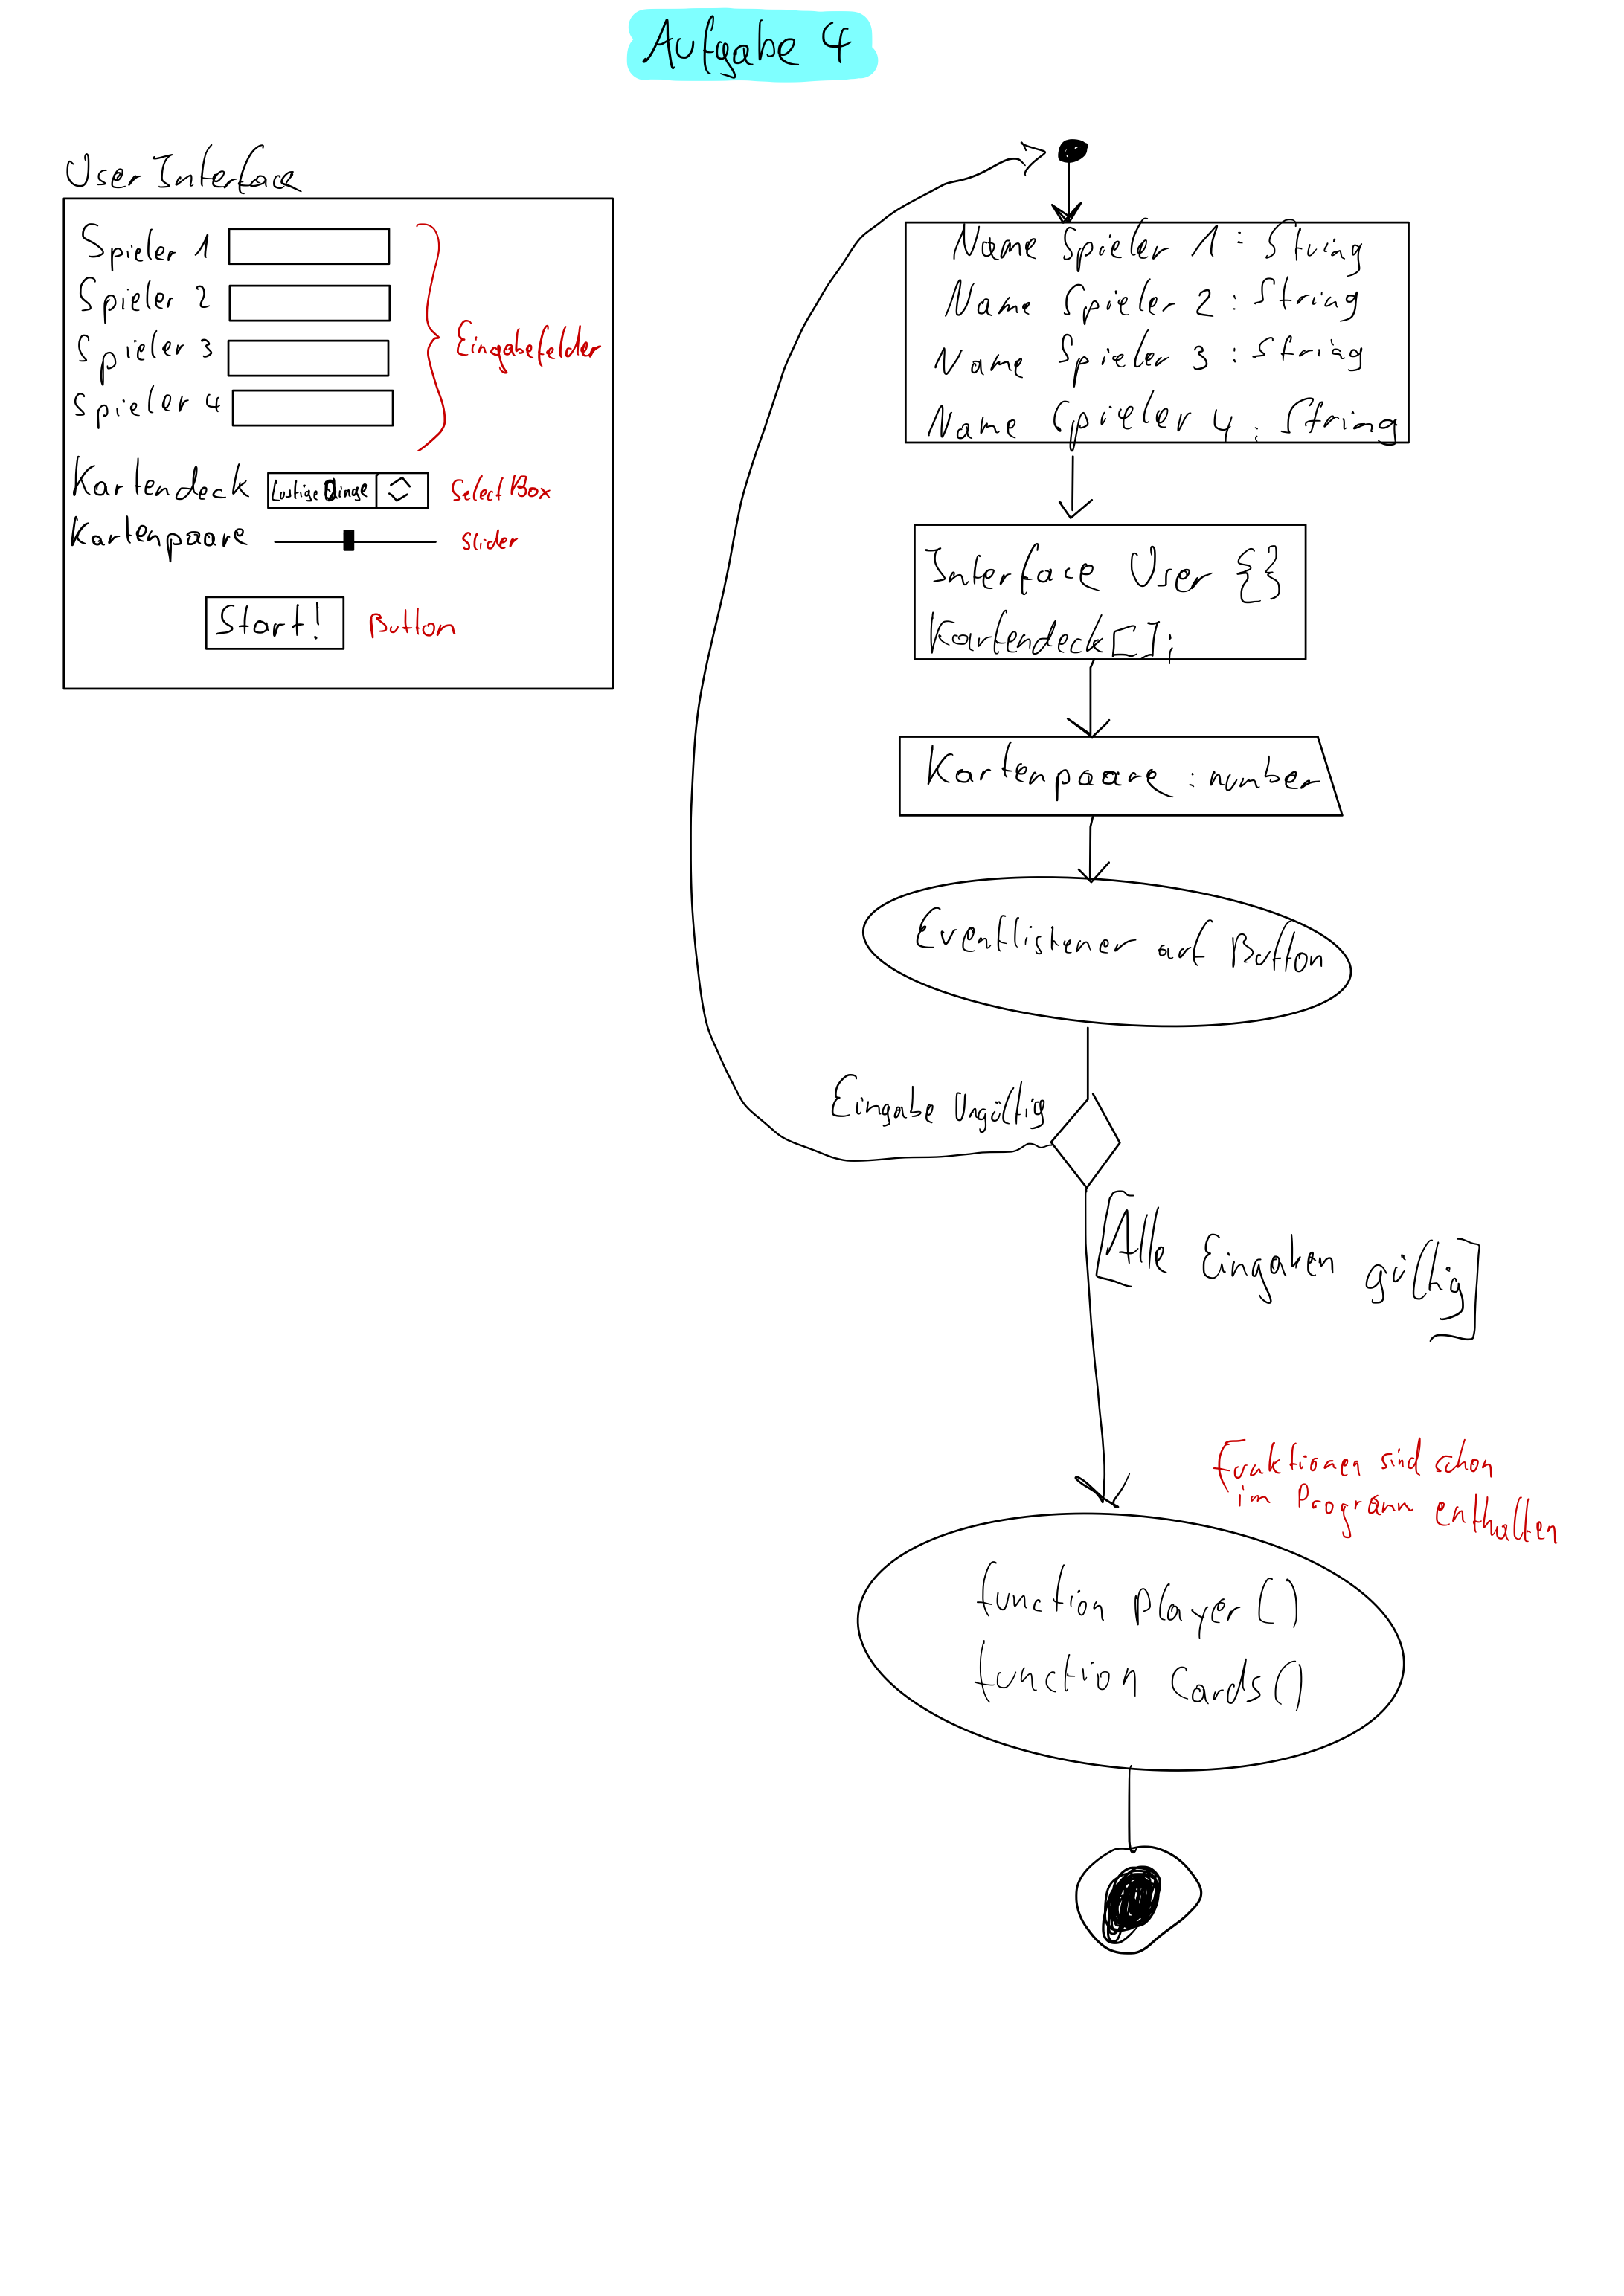 Aufgabe 4
User Interface
Spieler 1
Spieler 2
Spieler 3
Spieler 4
Eingabefelder
Kartendeck Lustige Dinge Select Box
Kartenpaare Slider
Start! Button
Name Spieler 1 : String
Name Spieler 2 : String
Name Spieler 3 : String
Name Spieler 4 : String
Interface User {}
Kartendeck[];
Kartenpaare : number
Eventlistener auf Button
Eingabe Ungültig
[Alle Eingaben gültig]
Funktionen sind schon
im Programm enthalten
function Player()
function Cards()